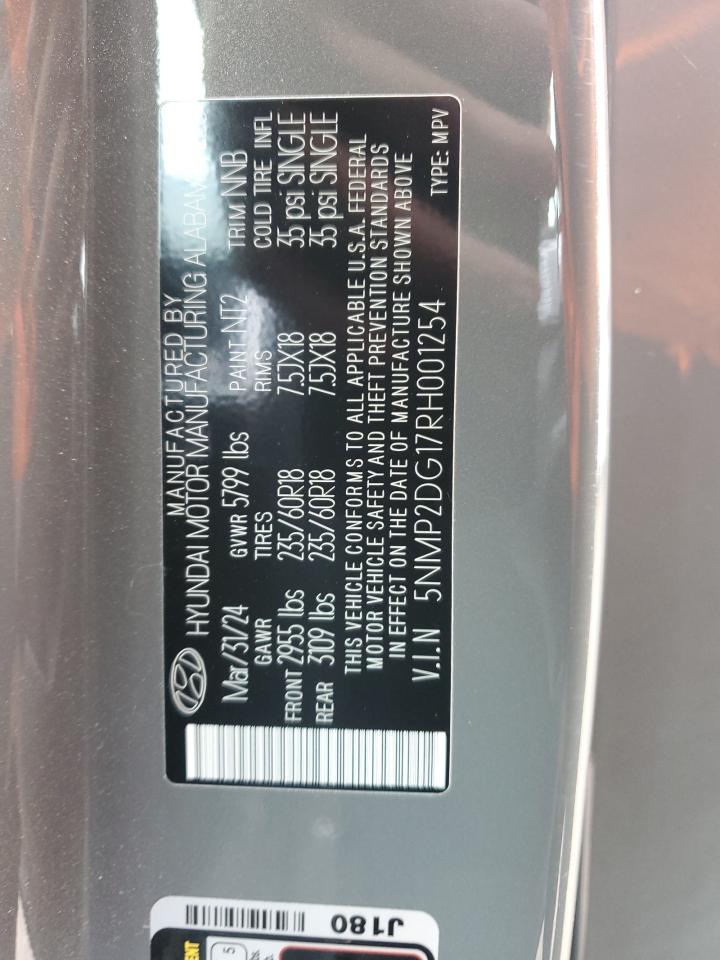 MANUFACTURED BY
HYUNDAI MOTOR MANUFACTURING ALABAMA
Mar/31/24 GVWR 5799 lbs PAINT NT2 TRIM NNB
GAWR TIRES RIMS COLD TIRE INFL
FRONT 2955 lbs 235/60R18 7.5JX18 35 psi SINGLE
REAR 3109 lbs 235/60R18 7.5JX18 35 psi SINGLE
THIS VEHICLE CONFORMS TO ALL APPLICABLE U.S.A. FEDERAL
MOTOR VEHICLE SAFETY AND THEFT PREVENTION STANDARDS
IN EFFECT ON THE DATE OF MANUFACTURE SHOWN ABOVE
V.I.N 5NMP2DG17RH001254 TYPE: MPV
J180
5